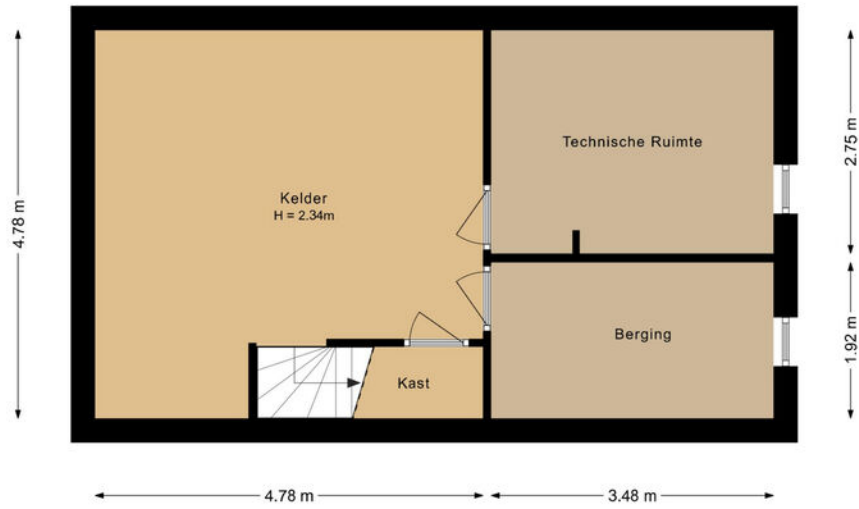 4.78 m
Kelder
H = 2.34m
Technische Ruimte
2.75 m
Berging
1.92 m
Kast
4.78 m
3.48 m